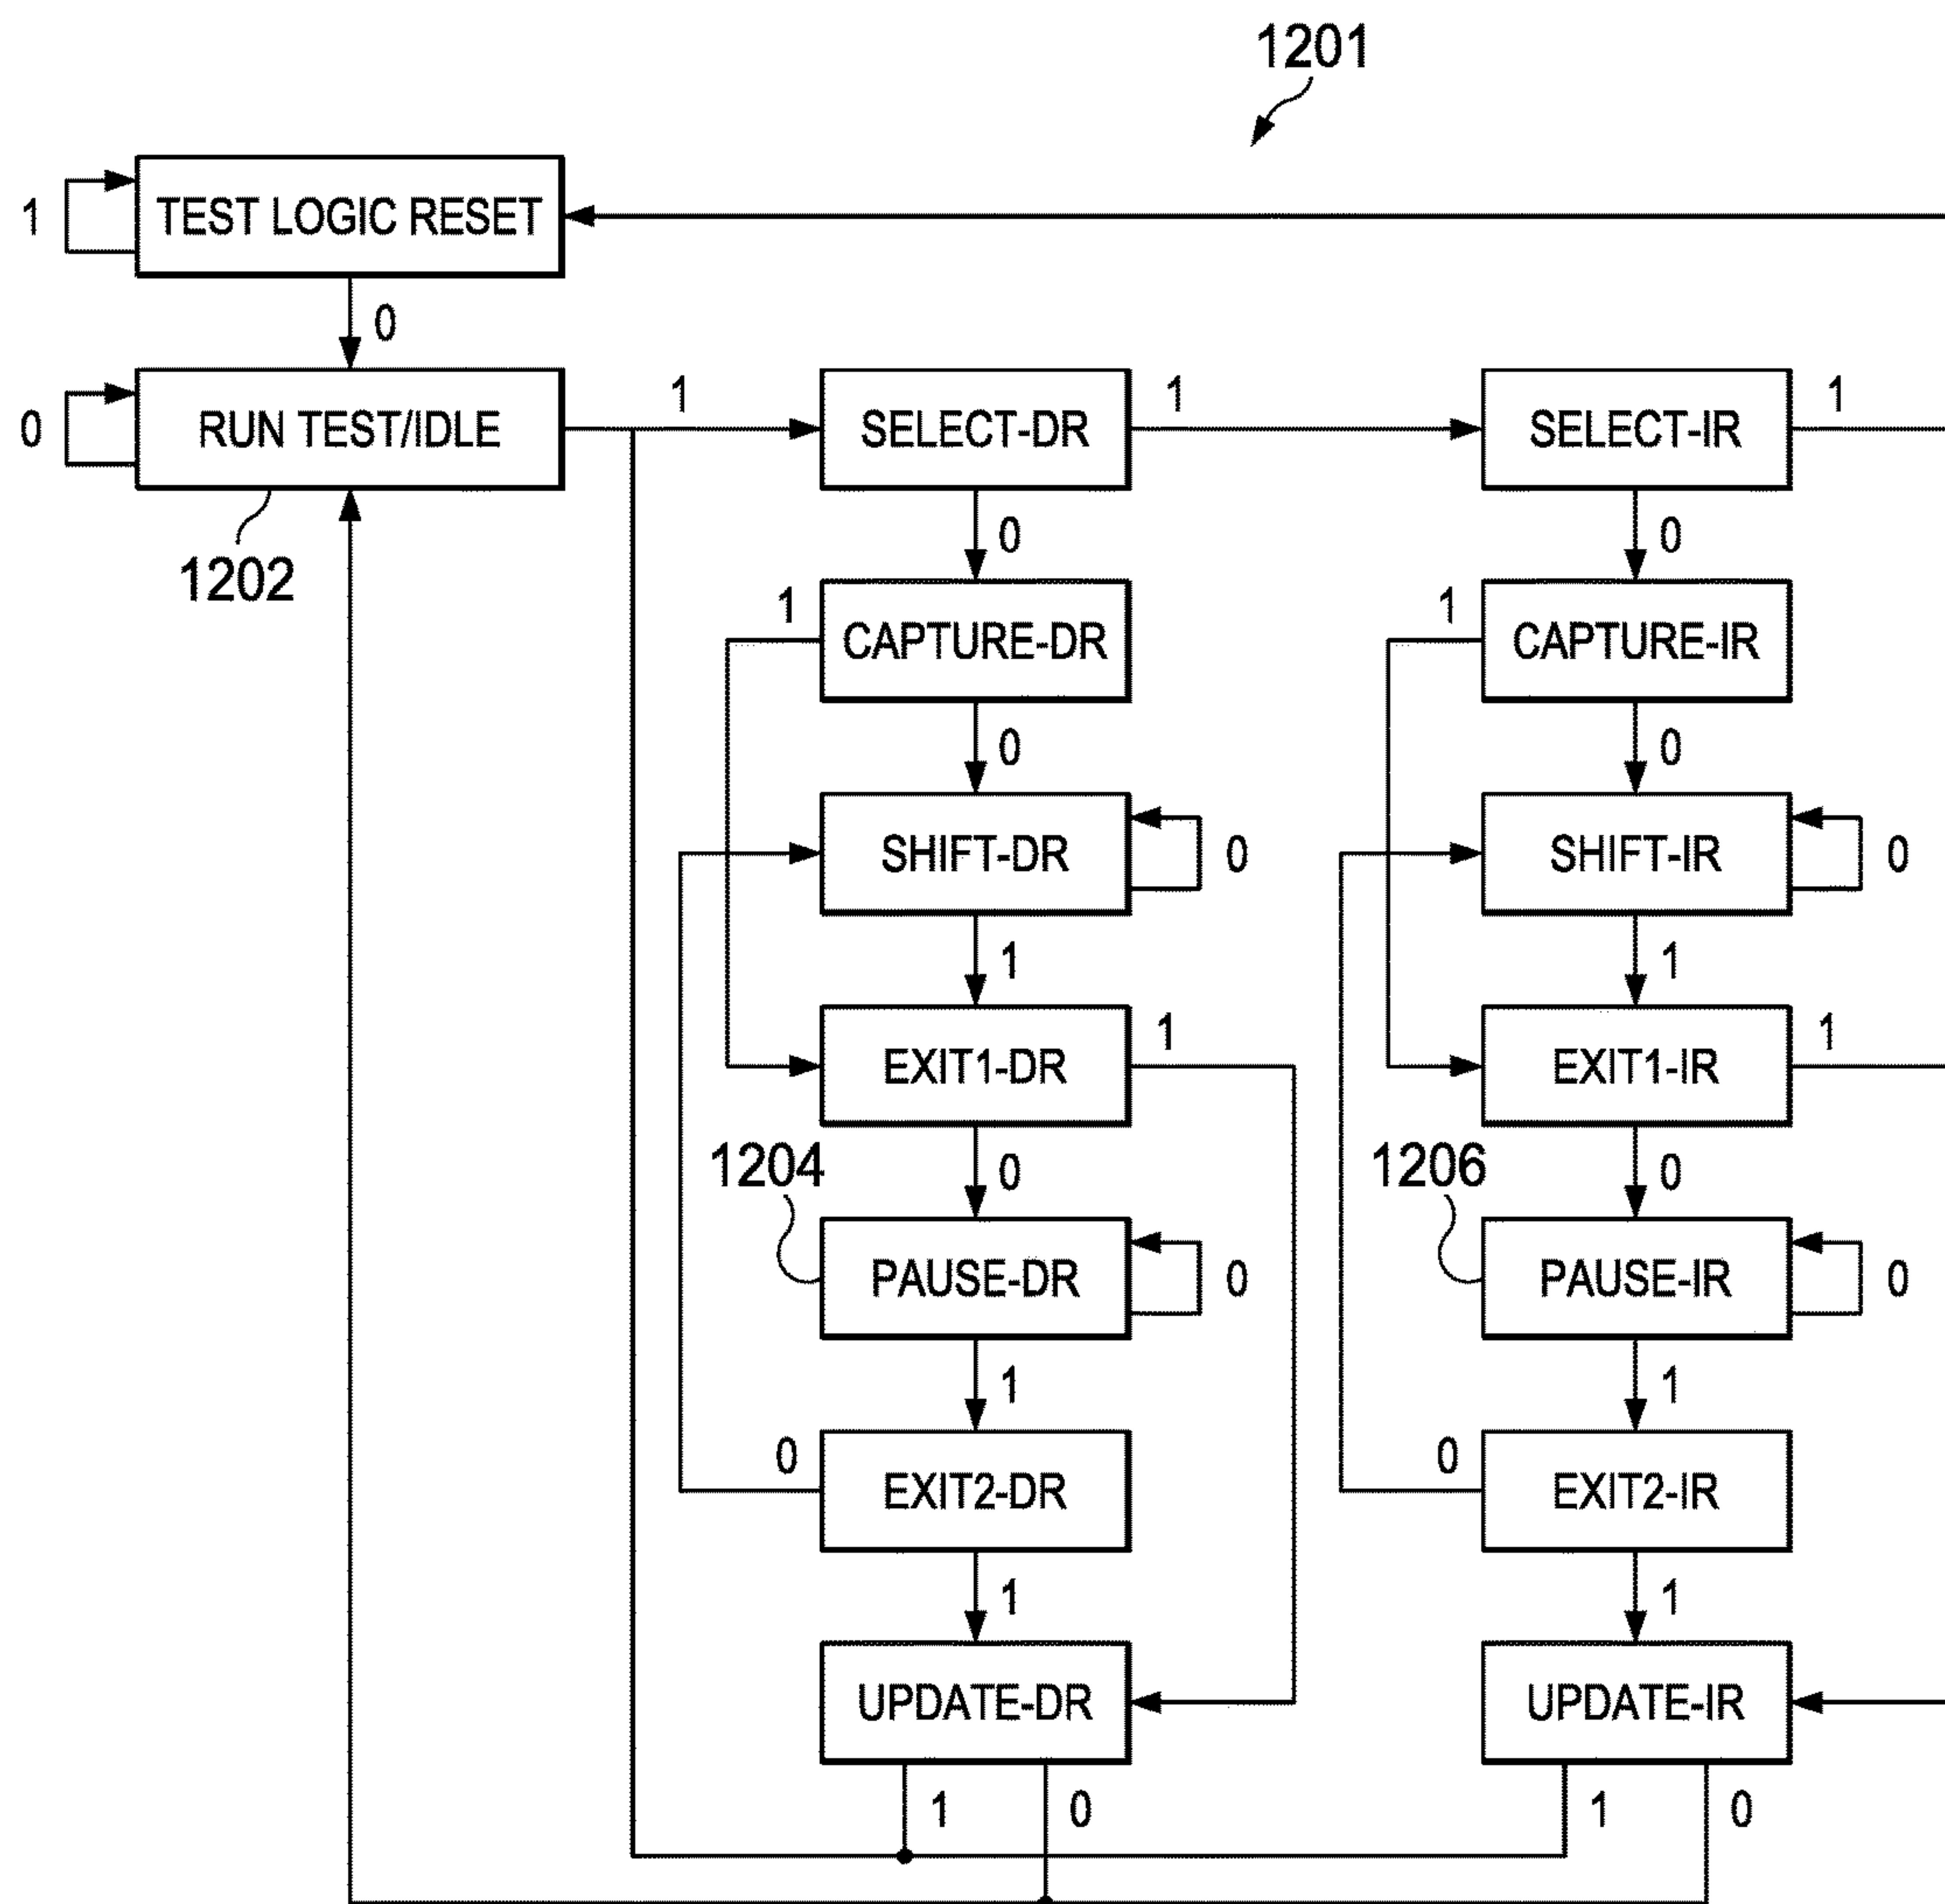 1201
1 TEST LOGIC RESET
0
0 RUN TEST/IDLE 1 SELECT-DR 1 SELECT-IR 1
1202 0 0
1 CAPTURE-DR 1 CAPTURE-IR
0 0
SHIFT-DR 0 SHIFT-IR 0
1 1
EXIT1-DR 1 EXIT1-IR 1
1204 0 1206 0
PAUSE-DR 0 PAUSE-IR 0
1 1
0 EXIT2-DR 0 EXIT2-IR
1 1
UPDATE-DR UPDATE-IR
1 0 1 0